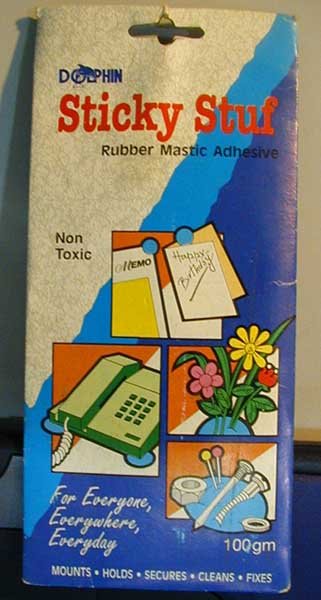 DOLPHIN
Sticky Stuf
Rubber Mastic Adhesive
Non
Toxic
MEMO
Happy
Birthday
For Everyone,
Everywhere,
Everyday
100gm
MOUNTS • HOLDS • SECURES • CLEANS • FIXES